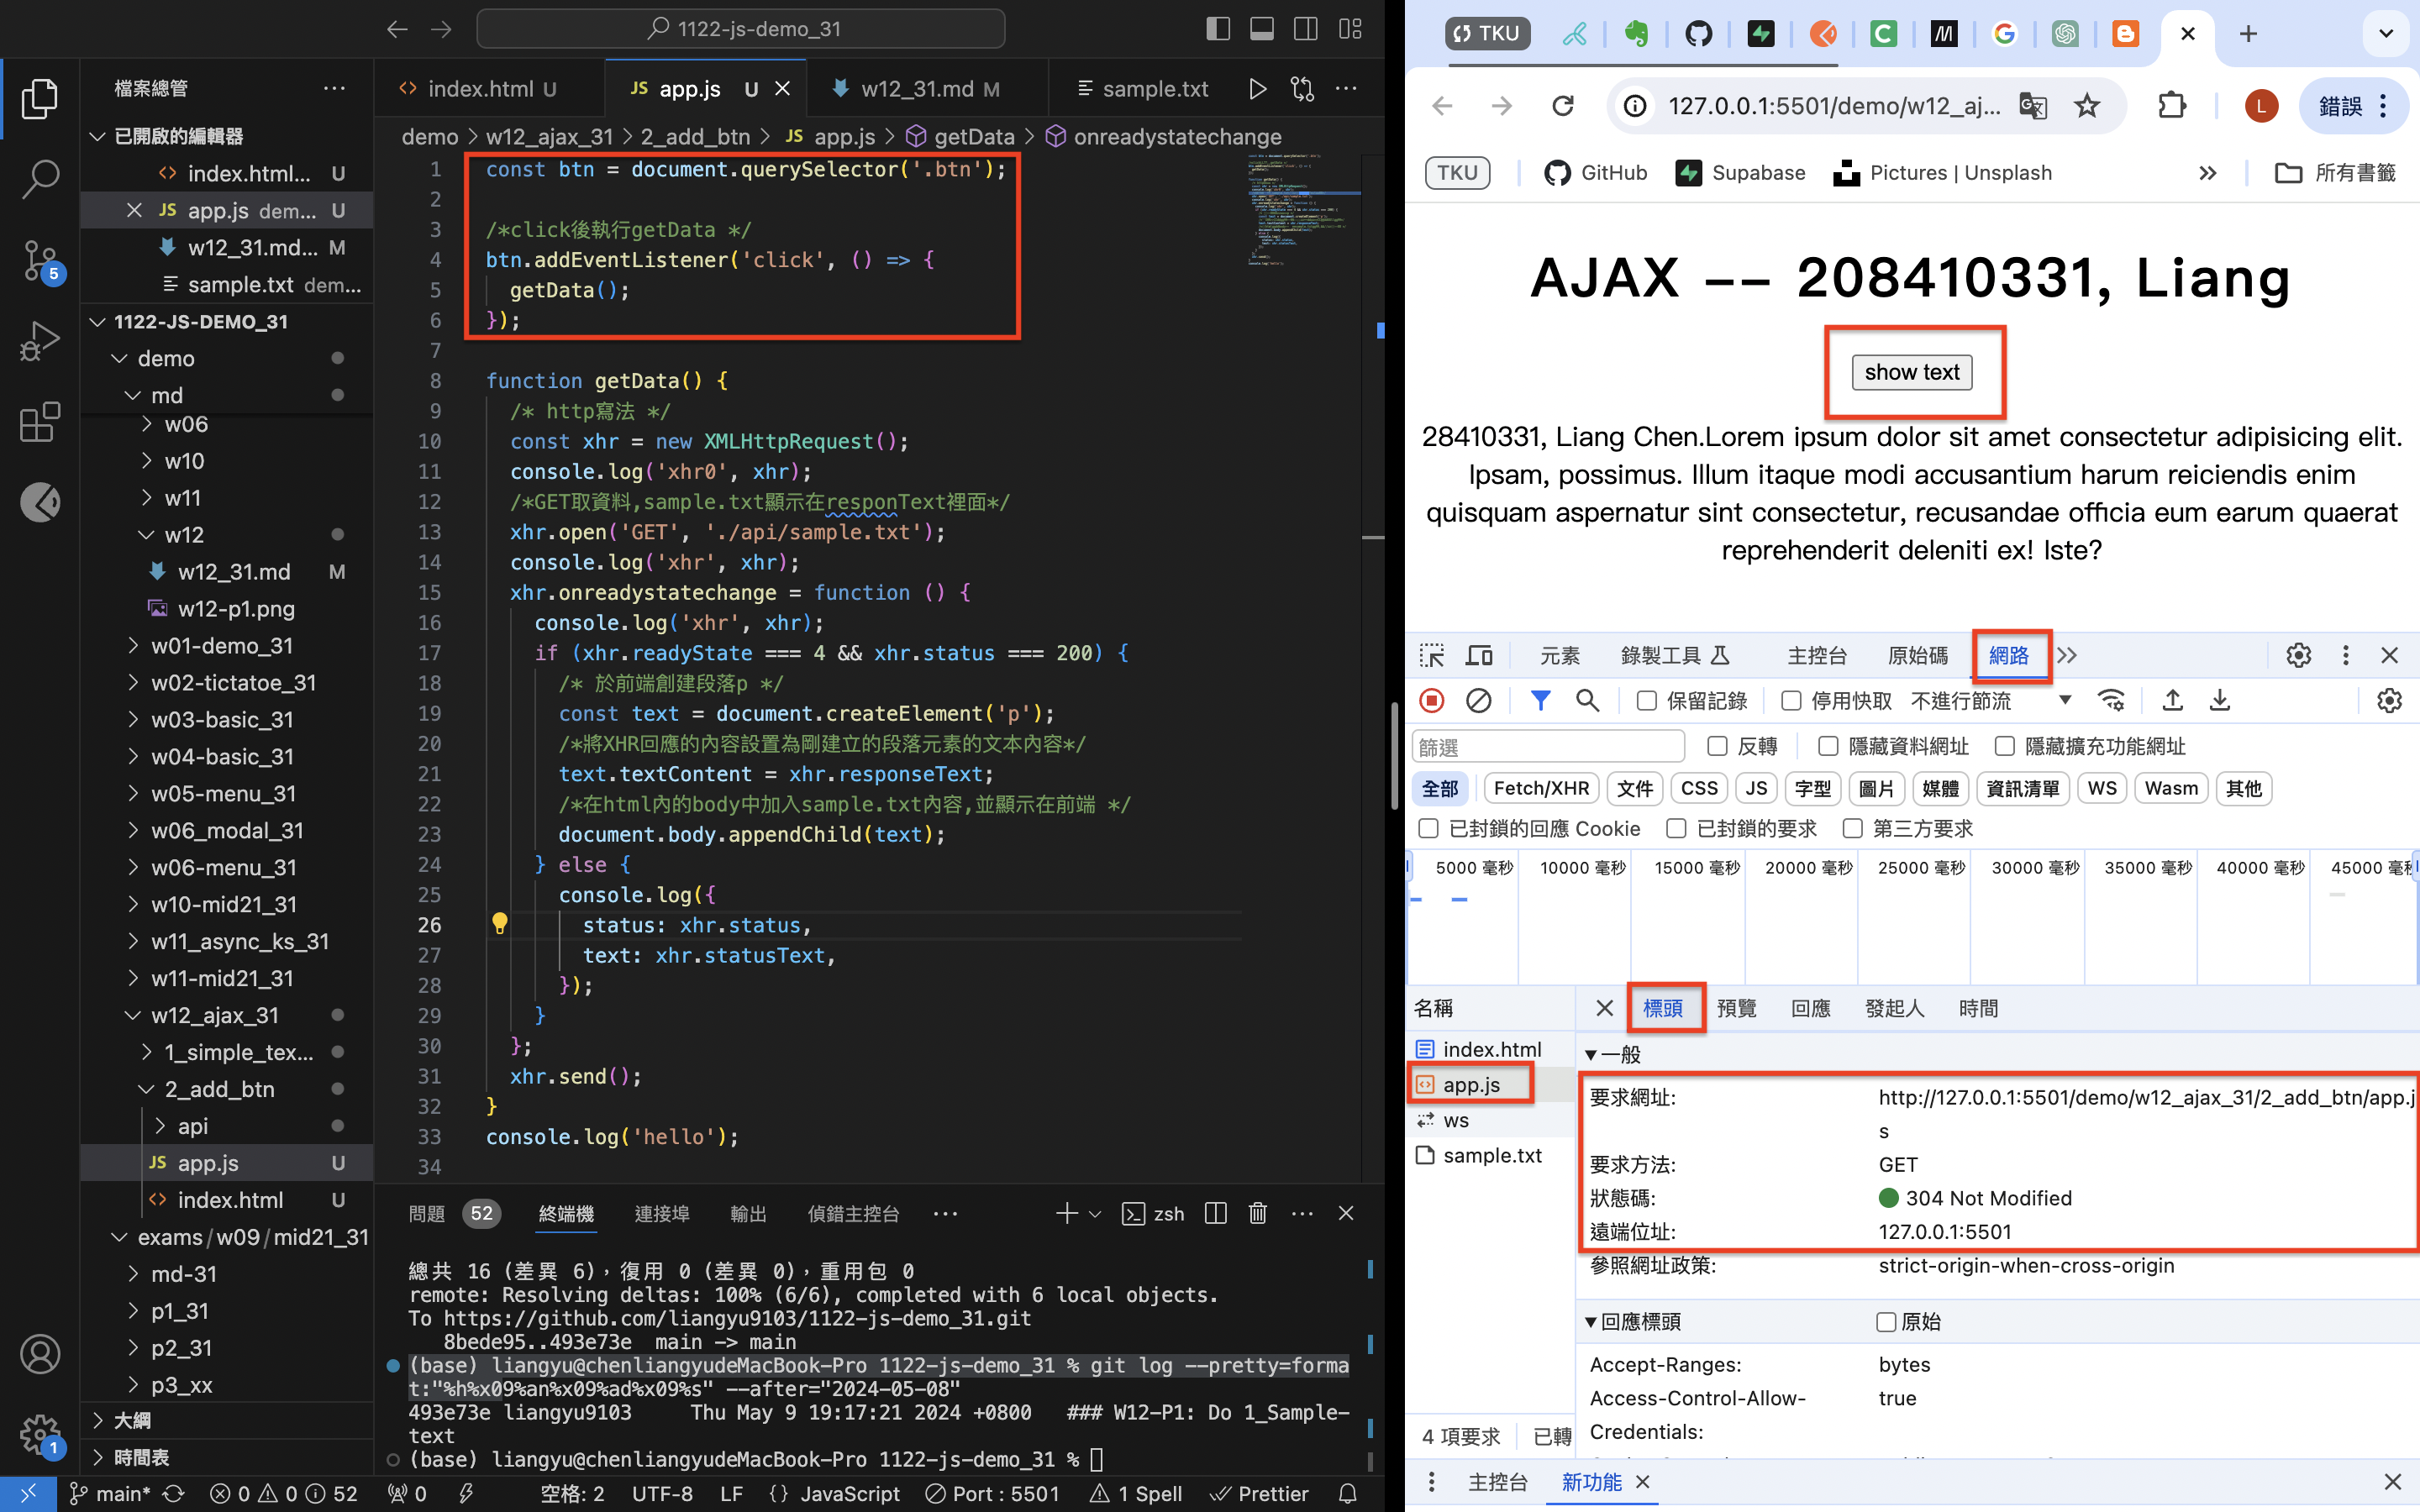 1122-js-demo_31
檔案總管
已開啟的編輯器
index.html... U
app.js dem... U
w12_31.md... M
sample.txt dem...
1122-JS-DEMO_31
demo
md
w06
w10
w11
w12
w12_31.md M
w12-p1.png
w01-demo_31
w02-tictatoe_31
w03-basic_31
w04-basic_31
w05-menu_31
w06_modal_31
w06-menu_31
w10-mid21_31
w11_async_ks_31
w11-mid21_31
w12_ajax_31
1_simple_tex...
2_add_btn
api
app.js U
index.html U
exams/w09/mid21_31
md-31
p1_31
p2_31
p3_xx
大綱
時間表
5
1
index.html U
app.js U
w12_31.md M
sample.txt
demo > w12_ajax_31 > 2_add_btn > JS app.js > getData > onreadystatechange
1 const btn = document.querySelector('.btn');
2
3 /*click後執行getData */
4 btn.addEventListener('click', () => {
5 getData();
6 });
7
8 function getData() {
9 /* http寫法 */
10 const xhr = new XMLHttpRequest();
11 console.log('xhr0', xhr);
12 /*GET取資料,sample.txt顯示在responText裡面*/
13 xhr.open('GET', './api/sample.txt');
14 console.log('xhr', xhr);
15 xhr.onreadystatechange = function () {
16 console.log('xhr', xhr);
17 if (xhr.readyState === 4 && xhr.status === 200) {
18 /* 於前端創建段落p */
19 const text = document.createElement('p');
20 /*將XHR回應的內容設置為剛建立的段落元素的文本內容*/
21 text.textContent = xhr.responseText;
22 /*在html內的body中加入sample.txt內容,並顯示在前端 */
23 document.body.appendChild(text);
24 } else {
25 console.log({
26 status: xhr.status,
27 text: xhr.statusText,
28 });
29 }
30 };
31 xhr.send();
32 }
33 console.log('hello');
34
問題 52 終端機 連接埠 輸出 偵錯主控台 zsh
總共 16 (差異 6)，復用 0 (差異 0)，重用包 0
remote: Resolving deltas: 100% (6/6), completed with 6 local objects.
To https://github.com/liangyu9103/1122-js-demo_31.git
8bede95..493e73e main -> main
(base) liangyu@chenliangyudeMacBook-Pro 1122-js-demo_31 % git log --pretty=forma
t:"%h%x09%an%x09%ad%x09%s" --after="2024-05-08"
493e73e liangyu9103 Thu May 9 19:17:21 2024 +0800 ### W12-P1: Do 1_Sample-
text
(base) liangyu@chenliangyudeMacBook-Pro 1122-js-demo_31 %
main* 0 0 52 0 空格: 2 UTF-8 LF {} JavaScript Port : 5501 1 Spell Prettier
TKU
127.0.0.1:5501/demo/w12_aj... L 錯誤
TKU GitHub Supabase Pictures | Unsplash 所有書籤
AJAX -- 208410331, Liang
show text
28410331, Liang Chen.Lorem ipsum dolor sit amet consectetur adipisicing elit.
Ipsam, possimus. Illum itaque modi accusantium harum reiciendis enim
quisquam aspernatur sint consectetur, recusandae officia eum earum quaerat
reprehenderit deleniti ex! Iste?
元素 錄製工具 主控台 原始碼 網路
保留記錄 停用快取 不進行節流
篩選 反轉 隱藏資料網址 隱藏擴充功能網址
全部 Fetch/XHR 文件 CSS JS 字型 圖片 媒體 資訊清單 WS Wasm 其他
已封鎖的回應 Cookie 已封鎖的要求 第三方要求
5000 毫秒 10000 毫秒 15000 毫秒 20000 毫秒 25000 毫秒 30000 毫秒 35000 毫秒 40000 毫秒 45000 毫秒
名稱
index.html
app.js
ws
sample.txt
4 項要求 已轉
標頭 預覽 回應 發起人 時間
一般
要求網址: http://127.0.0.1:5501/demo/w12_ajax_31/2_add_btn/app.j
s
要求方法: GET
狀態碼: 304 Not Modified
遠端位址: 127.0.0.1:5501
參照網址政策: strict-origin-when-cross-origin
回應標頭 原始
Accept-Ranges: bytes
Access-Control-Allow- true
Credentials:
主控台 新功能